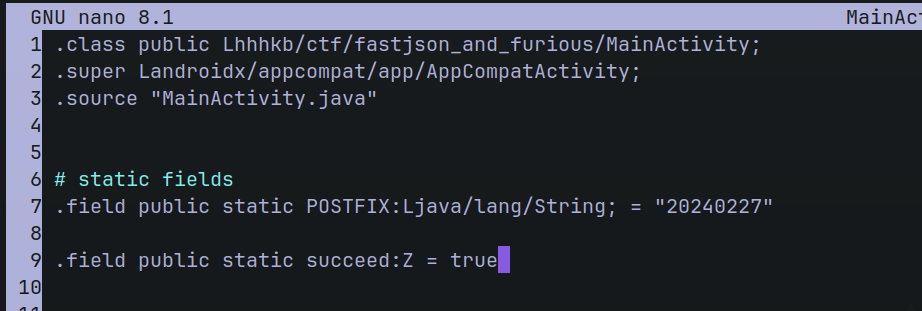 GNU nano 8.1 MainAct
1 .class public Lhhhkb/ctf/fastjson_and_furious/MainActivity;
2 .super Landroidx/appcompat/app/AppCompatActivity;
3 .source "MainActivity.java"
4
5
6 # static fields
7 .field public static POSTFIX:Ljava/lang/String; = "20240227"
8
9 .field public static succeed:Z = true
10
11